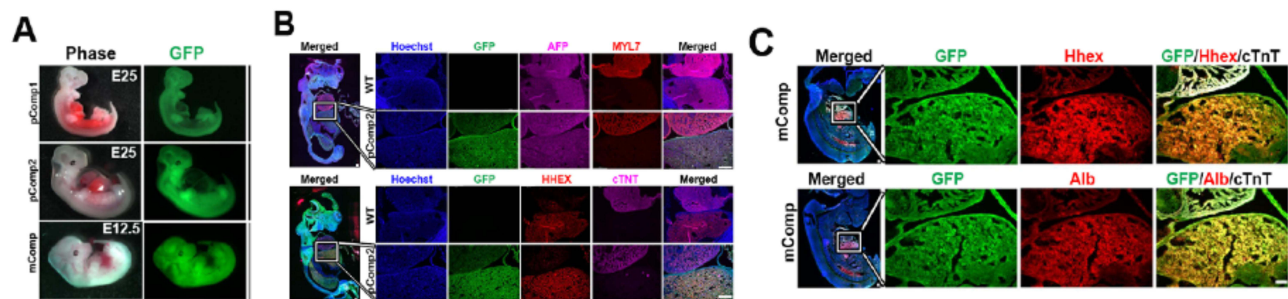 A
Phase GFP
pComp1
E25
pComp2
E25
mComp
E12.5
B
Merged Hoechst GFP AFP MYL7 Merged
WT
pComp2
Merged Hoechst GFP HHEX cTNT Merged
WT
pComp2
C
Merged GFP Hhex GFP/Hhex/cTnT
mComp
Merged GFP Alb GFP/Alb/cTnT
mComp